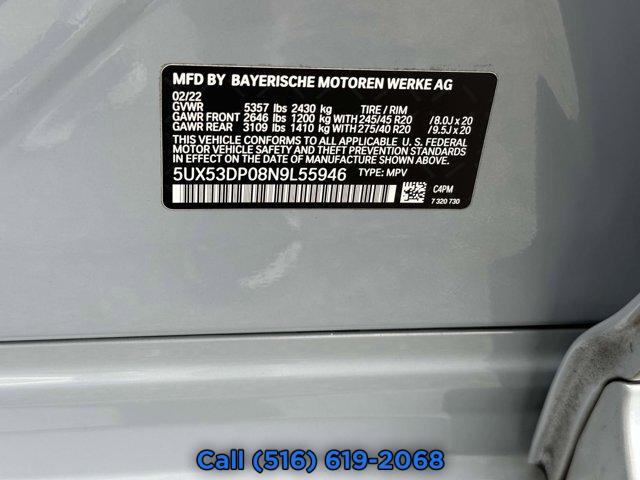 MFD BY BAYERISCHE MOTOREN WERKE AG
02/22
GVWR 5357 lbs 2430 kg TIRE / RIM
GAWR FRONT 2646 lbs 1200 kg WITH 245/45 R20 /8.0J x 20
GAWR REAR 3109 lbs 1410 kg WITH 275/40 R20 /9.5J x 20
THIS VEHICLE CONFORMS TO ALL APPLICABLE U. S. FEDERAL
MOTOR VEHICLE SAFETY AND THEFT PREVENTION STANDARDS
IN EFFECT ON THE DATE OF MANUFACTURE SHOWN ABOVE.
5UX53DP08N9L55946 TYPE: MPV
C4PM
7 320 730
Call (516) 619-2068